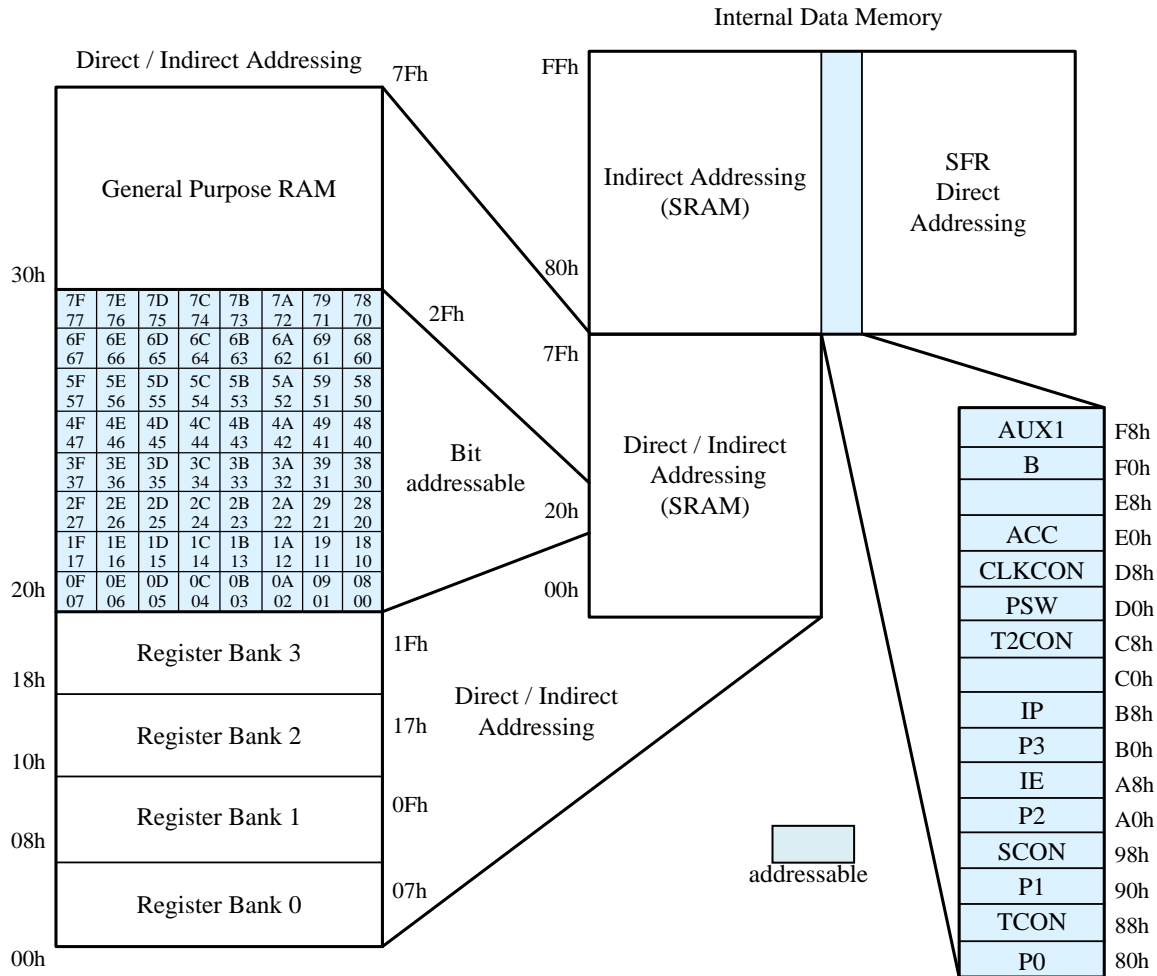 Internal Data Memory
Direct / Indirect Addressing
7Fh
General Purpose RAM
30h
7F 7E 7D 7C 7B 7A 79 78
77 76 75 74 73 72 71 70
6F 6E 6D 6C 6B 6A 69 68
67 66 65 64 63 62 61 60
5F 5E 5D 5C 5B 5A 59 58
57 56 55 54 53 52 51 50
4F 4E 4D 4C 4B 4A 49 48
47 46 45 44 43 42 41 40
3F 3E 3D 3C 3B 3A 39 38
37 36 35 34 33 32 31 30
2F 2E 2D 2C 2B 2A 29 28
27 26 25 24 23 22 21 20
1F 1E 1D 1C 1B 1A 19 18
17 16 15 14 13 12 11 10
0F 0E 0D 0C 0B 0A 09 08
07 06 05 04 03 02 01 00
20h
2Fh
Bit
addressable
Register Bank 3
1Fh
18h
Register Bank 2
17h
10h
Register Bank 1
0Fh
08h
Register Bank 0
07h
00h
Direct / Indirect
Addressing
FFh
Indirect Addressing
(SRAM)
80h
SFR
Direct
Addressing
7Fh
Direct / Indirect
Addressing
(SRAM)
20h
00h
addressable
AUX1 F8h
B F0h
E8h
ACC E0h
CLKCON D8h
PSW D0h
T2CON C8h
C0h
IP B8h
P3 B0h
IE A8h
P2 A0h
SCON 98h
P1 90h
TCON 88h
P0 80h